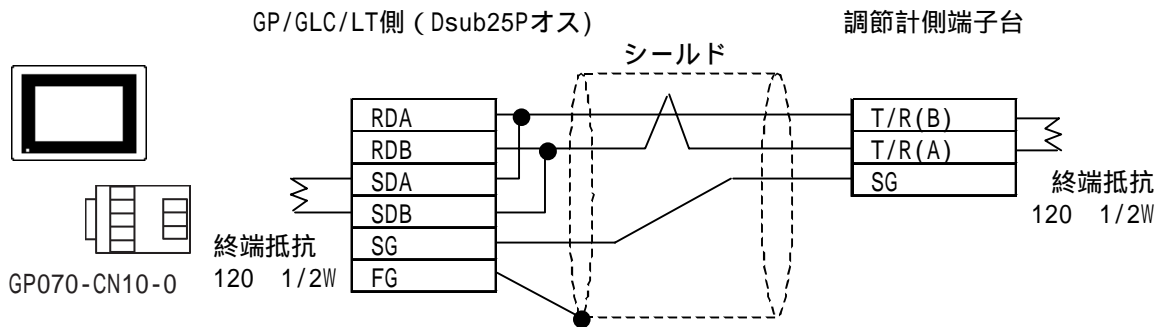 GP/GLC/LT側 (Dsub25Pオス)
調節計側端子台
シールド
RDA
RDB
SDA
SDB
SG
FG
T/R(B)
T/R(A)
SG
終端抵抗
120 1/2W
終端抵抗
120 1/2W
GP070-CN10-0